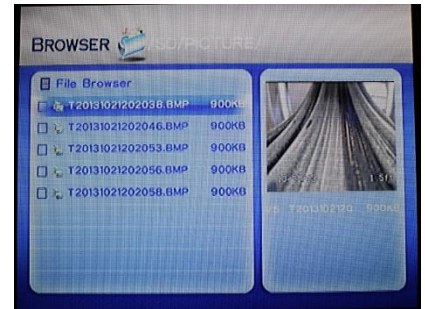 BROWSER /SD/PICTURE/
File Browser
T20131021202038.BMP 900KB
T20131021202046.BMP 900KB
T20131021202053.BMP 900KB
T20131021202056.BMP 900KB
T20131021202058.BMP 900KB
T2013102120 900KB